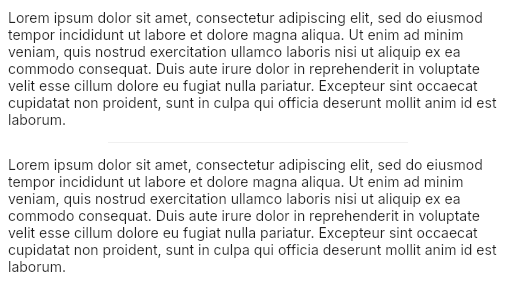 Lorem ipsum dolor sit amet, consectetur adipiscing elit, sed do eiusmod
tempor incididunt ut labore et dolore magna aliqua. Ut enim ad minim
veniam, quis nostrud exercitation ullamco laboris nisi ut aliquip ex ea
commodo consequat. Duis aute irure dolor in reprehenderit in voluptate
velit esse cillum dolore eu fugiat nulla pariatur. Excepteur sint occaecat
cupidatat non proident, sunt in culpa qui officia deserunt mollit anim id est
laborum.
Lorem ipsum dolor sit amet, consectetur adipiscing elit, sed do eiusmod
tempor incididunt ut labore et dolore magna aliqua. Ut enim ad minim
veniam, quis nostrud exercitation ullamco laboris nisi ut aliquip ex ea
commodo consequat. Duis aute irure dolor in reprehenderit in voluptate
velit esse cillum dolore eu fugiat nulla pariatur. Excepteur sint occaecat
cupidatat non proident, sunt in culpa qui officia deserunt mollit anim id est
laborum.